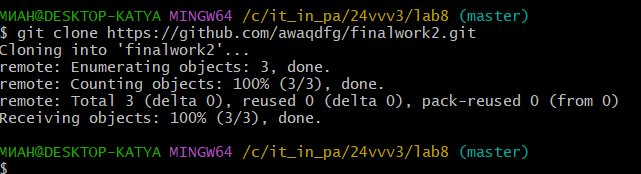 МИАН@DESKTOP-KATYA MINGW64 /c/it_in_pa/24vvv3/lab8 (master)
$ git clone https://github.com/awaqdfg/finalwork2.git
Cloning into 'finalwork2'...
remote: Enumerating objects: 3, done.
remote: Counting objects: 100% (3/3), done.
remote: Total 3 (delta 0), reused 0 (delta 0), pack-reused 0 (from 0)
Receiving objects: 100% (3/3), done.
МИАН@DESKTOP-KATYA MINGW64 /c/it_in_pa/24vvv3/lab8 (master)
$